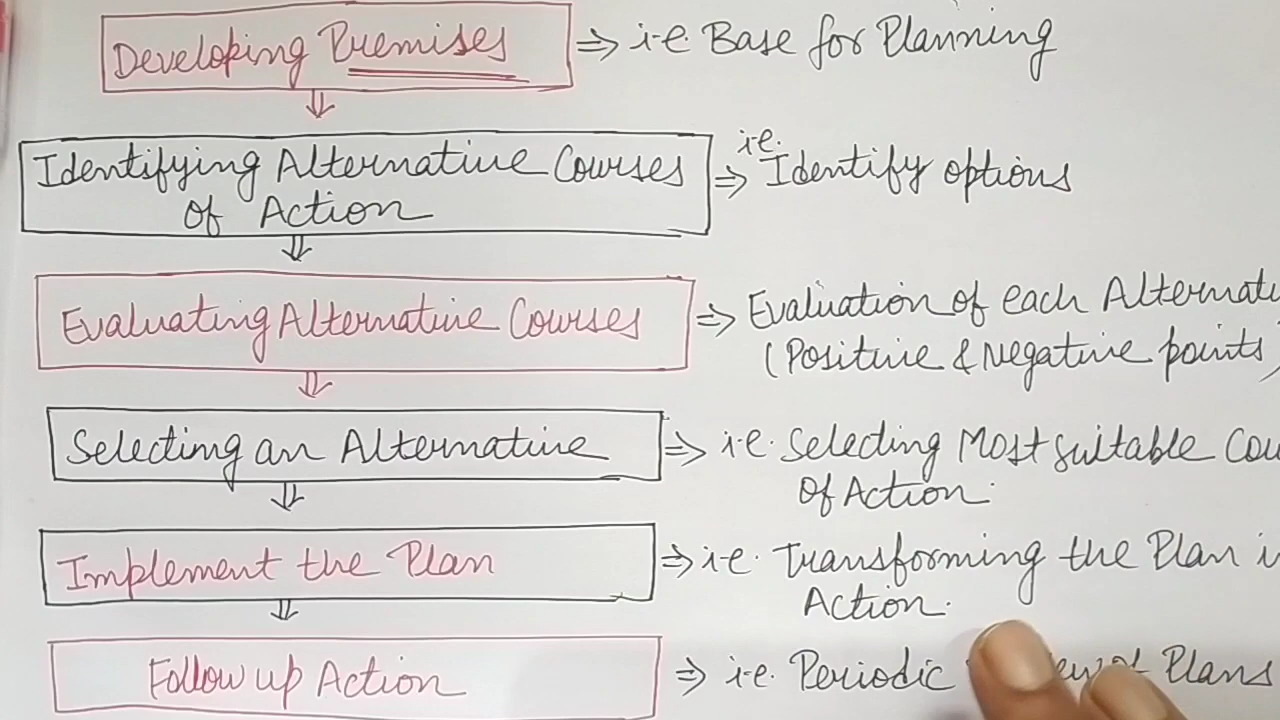 Developing Premises ⇒ i.e. Base for Planning
Identifying Alternative Courses
of Action
⇒ i.e. Identify options
Evaluating Alternative Courses ⇒ Evaluation of each
(Positive & Negative points)
Selecting an Alternative ⇒ i.e. Selecting Most suitable
Of Action.
Implement the Plan ⇒ i.e. Transforming the Plan
Action.
Follow up Action ⇒ i.e. Periodic Plans